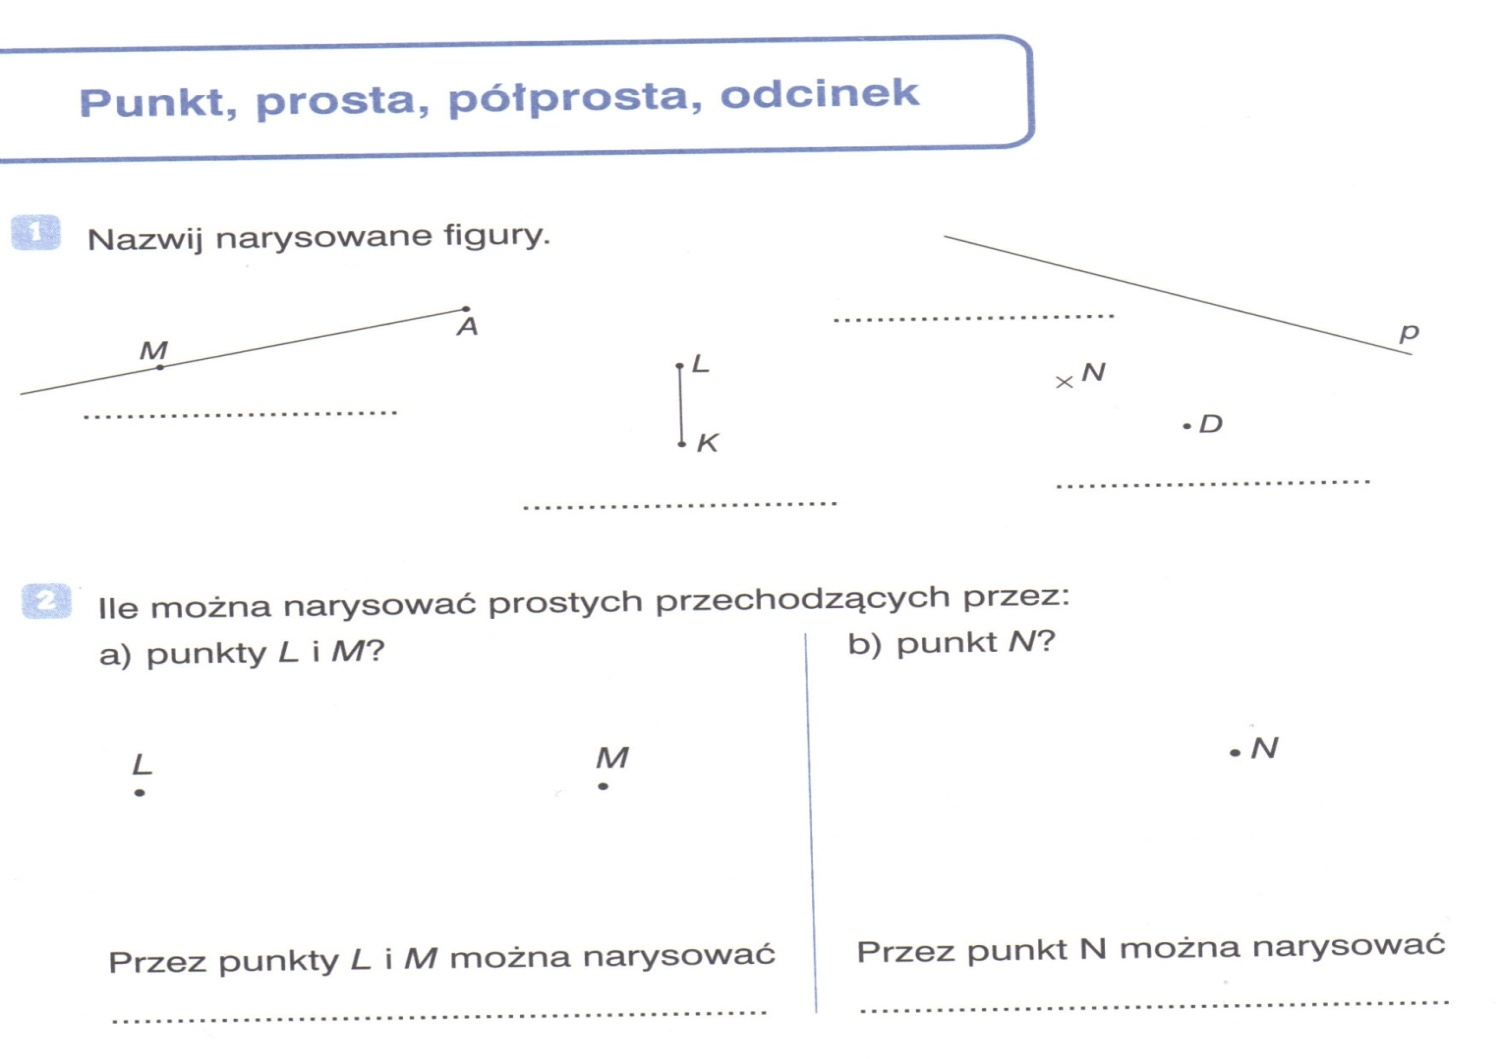 Punkt, prosta, półprosta, odcinek
1 Nazwij narysowane figury.
M
A
............................
L
K
............................
p
............................
N
D
............................
2 Ile można narysować prostych przechodzących przez:
a) punkty L i M?
b) punkt N?
L
M
N
Przez punkty L i M można narysować
............................
Przez punkt N można narysować
............................